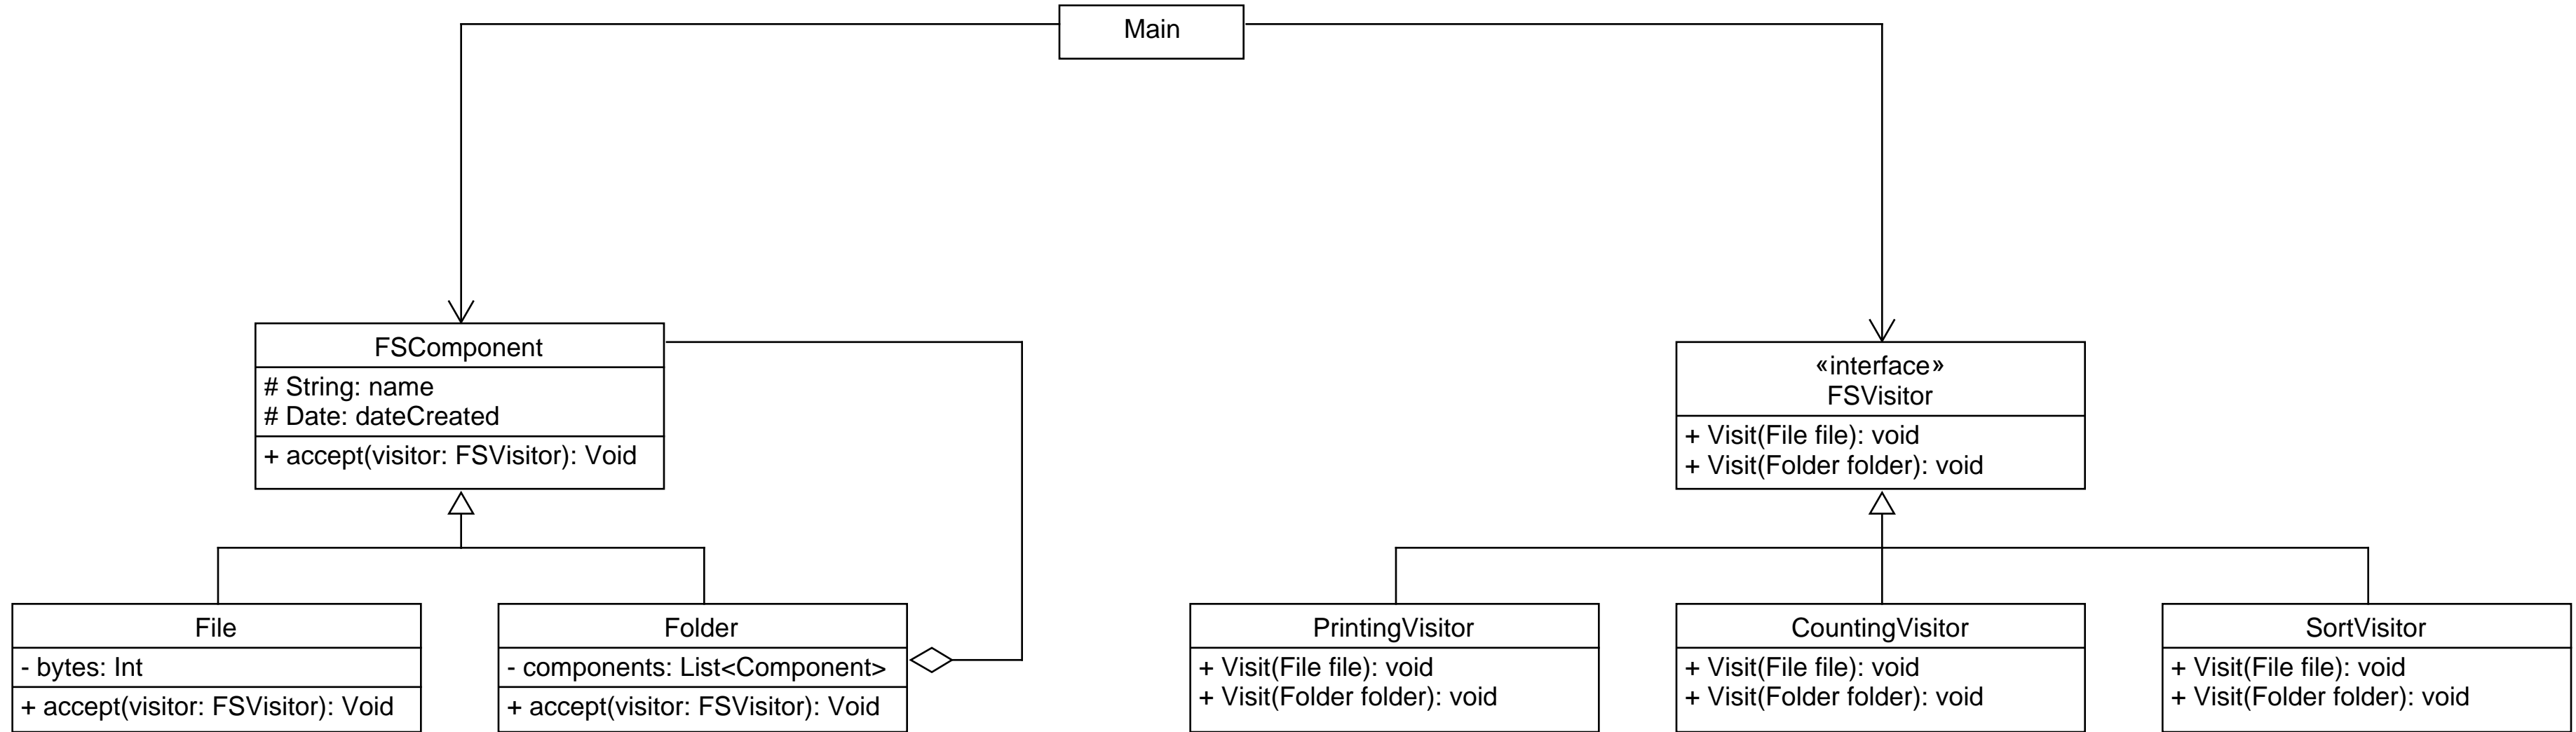 Main
FSComponent
# String: name
# Date: dateCreated
+ accept(visitor: FSVisitor): Void
«interface»
FSVisitor
+ Visit(File file): void
+ Visit(Folder folder): void
File
- bytes: Int
+ accept(visitor: FSVisitor): Void
Folder
- components: List<Component>
+ accept(visitor: FSVisitor): Void
PrintingVisitor
+ Visit(File file): void
+ Visit(Folder folder): void
CountingVisitor
+ Visit(File file): void
+ Visit(Folder folder): void
SortVisitor
+ Visit(File file): void
+ Visit(Folder folder): void